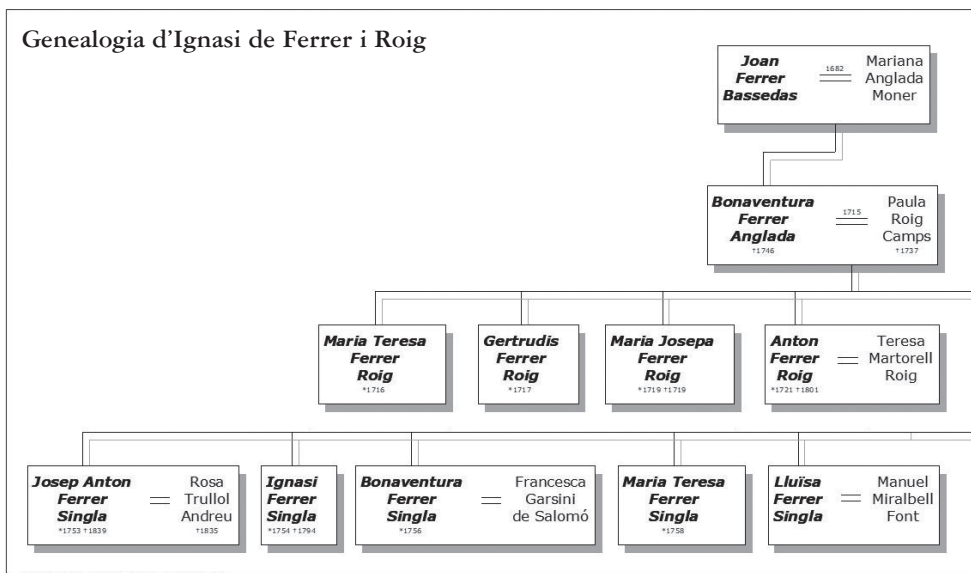 Genealogia d’Ignasi de Ferrer i Roig
Joan
Ferrer
Bassedas
1682
Mariana
Anglada
Moner
Bonaventura
Ferrer
Anglada
†1746
1715
Paula
Roig
Camps
†1737
Maria Teresa
Ferrer
Roig
*1716
Gertrudis
Ferrer
Roig
*1717
Maria Josepa
Ferrer
Roig
*1719 †1719
Anton
Ferrer
Roig
*1721 †1801
Teresa
Martorell
Roig
Josep Anton
Ferrer
Singla
*1753 †1839
Rosa
Trullol
Andreu
†1835
Ignasi
Ferrer
Singla
*1754 †1794
Bonaventura
Ferrer
Singla
*1756
Francesca
Garsini
de Salomó
Maria Teresa
Ferrer
Singla
*1758
Lluïsa
Ferrer
Singla
Manuel
Miralbell
Font